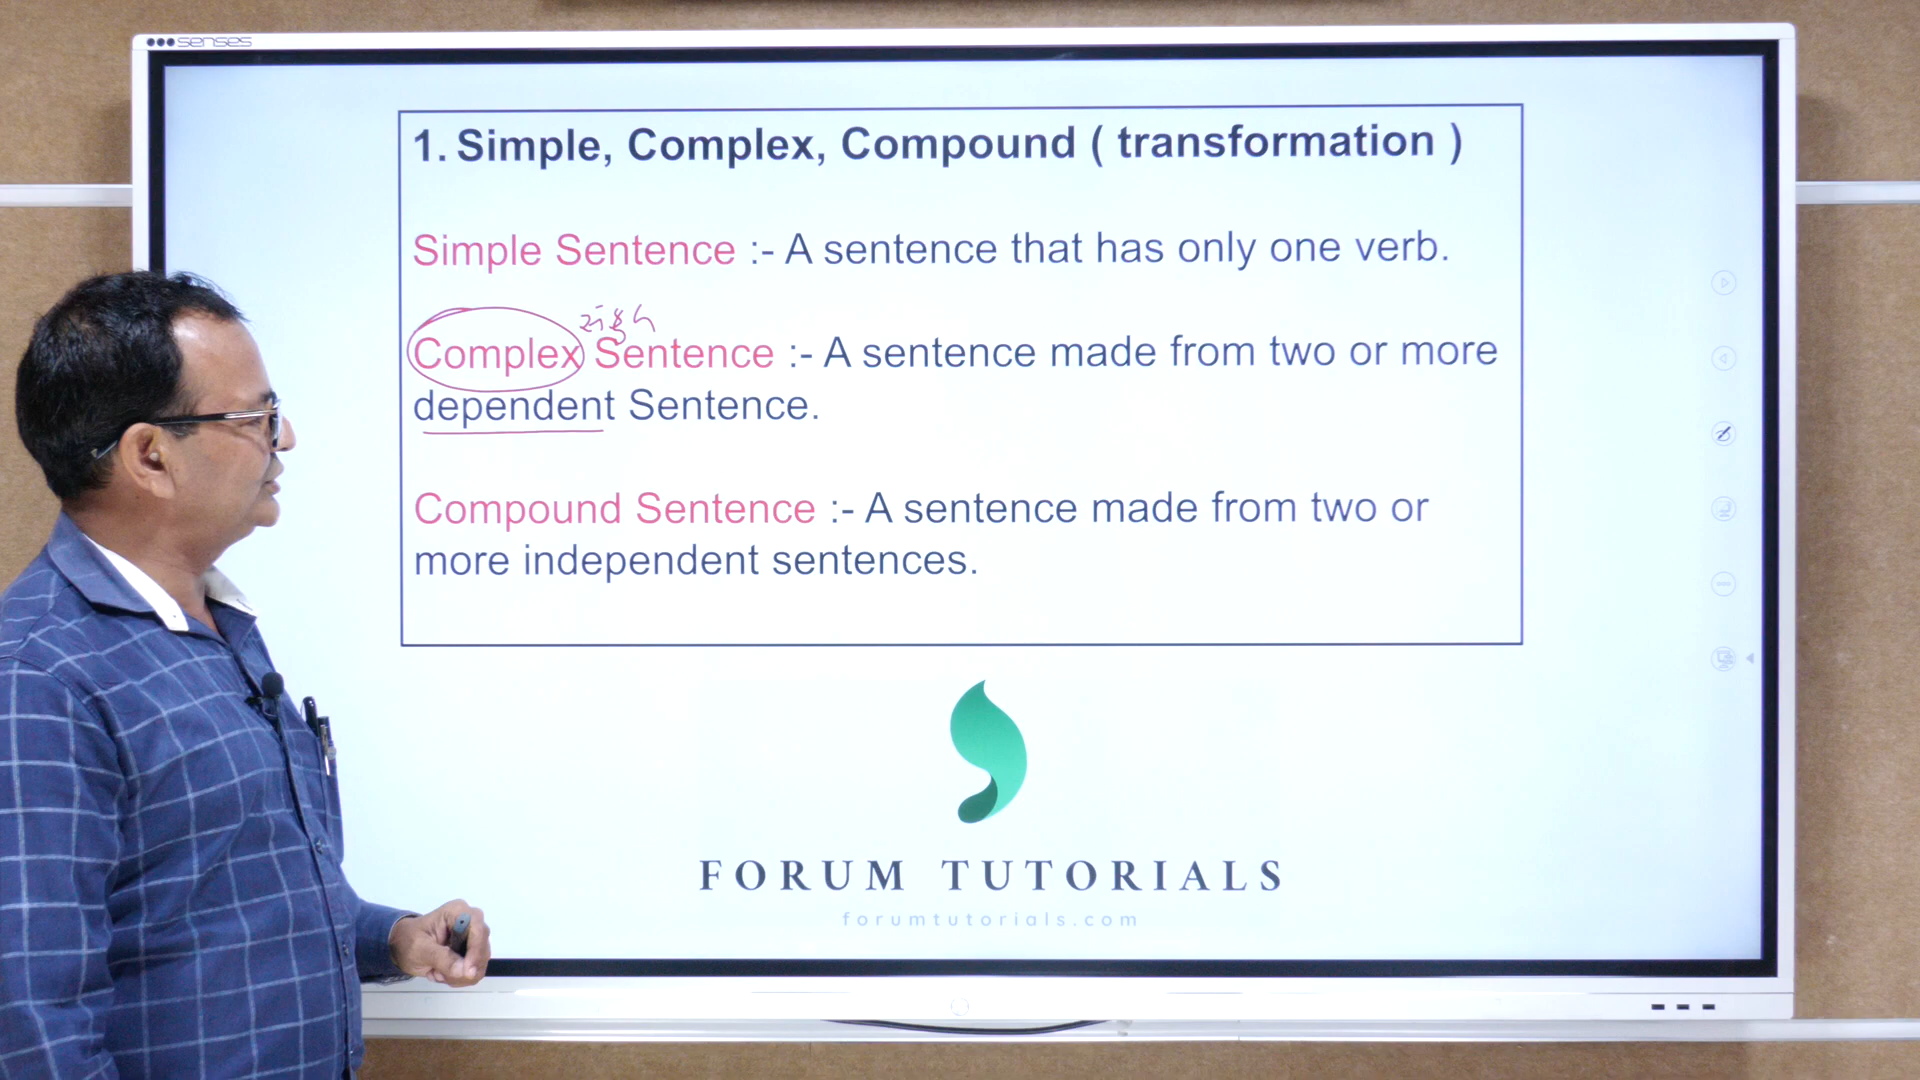 senses
1. Simple, Complex, Compound ( transformation )
Simple Sentence :- A sentence that has only one verb.
Complex Sentence :- A sentence made from two or more
dependent Sentence.
Compound Sentence :- A sentence made from two or
more independent sentences.
FORUM TUTORIALS
forumtutorials.com